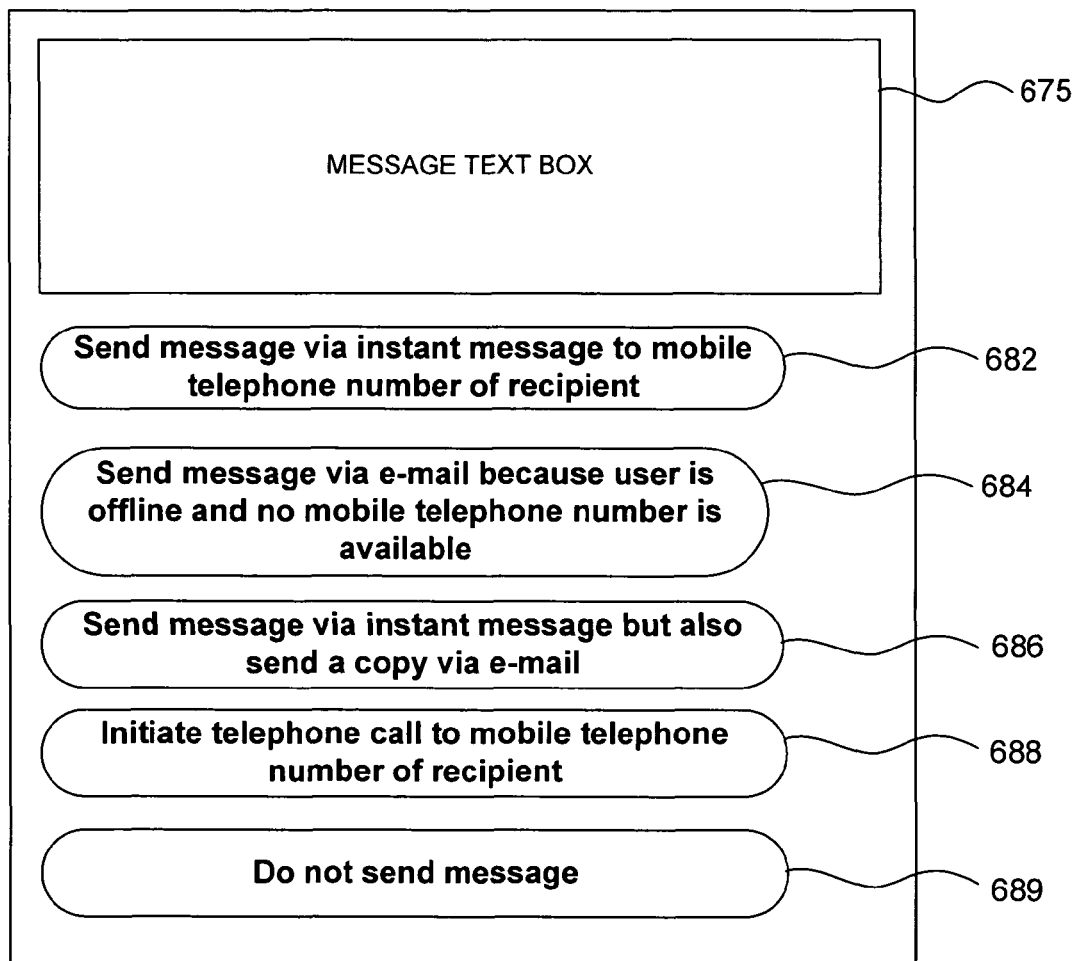 675
MESSAGE TEXT BOX
Send message via instant message to mobile
telephone number of recipient
682
Send message via e-mail because user is
offline and no mobile telephone number is
available
684
Send message via instant message but also
send a copy via e-mail
686
Initiate telephone call to mobile telephone
number of recipient
688
Do not send message
689